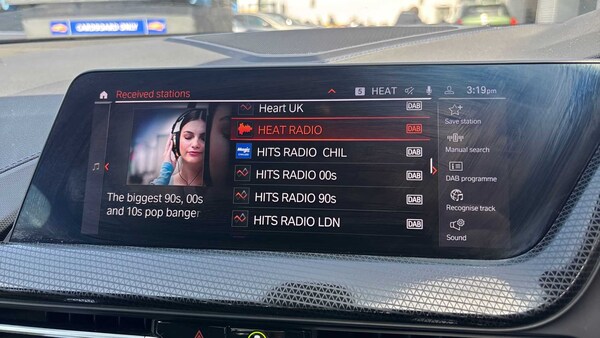 CARDBOARD ONLY
Received stations
S HEAT
3:19pm
Heart UK DAB
HEAT RADIO DAB
HITS RADIO CHIL DAB
HITS RADIO 00s DAB
HITS RADIO 90s DAB
HITS RADIO LDN DAB
The biggest 90s, 00s
and 10s pop banger
Save station
Manual search
DAB programme
Recognise track
Sound